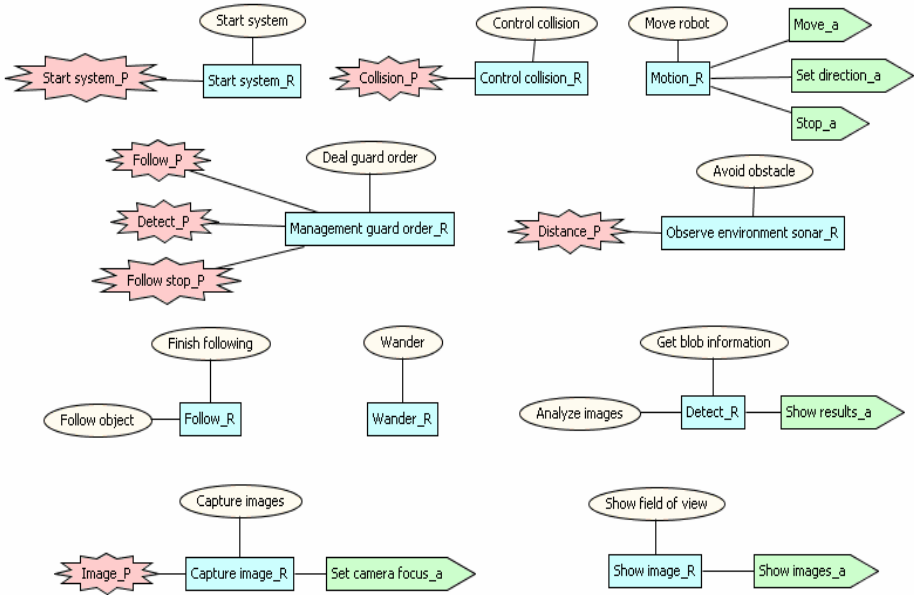 Start system
Control collision
Move robot
Move_a
Start system_P
Start system_R
Collision_P
Control collision_R
Motion_R
Set direction_a
Stop_a
Follow_P
Deal guard order
Avoid obstacle
Detect_P
Management guard order_R
Distance_P
Observe environment sonar_R
Follow stop_P
Finish following
Wander
Get blob information
Follow object
Follow_R
Wander_R
Analyze images
Detect_R
Show results_a
Capture images
Show field of view
Image_P
Capture image_R
Set camera focus_a
Show image_R
Show images_a